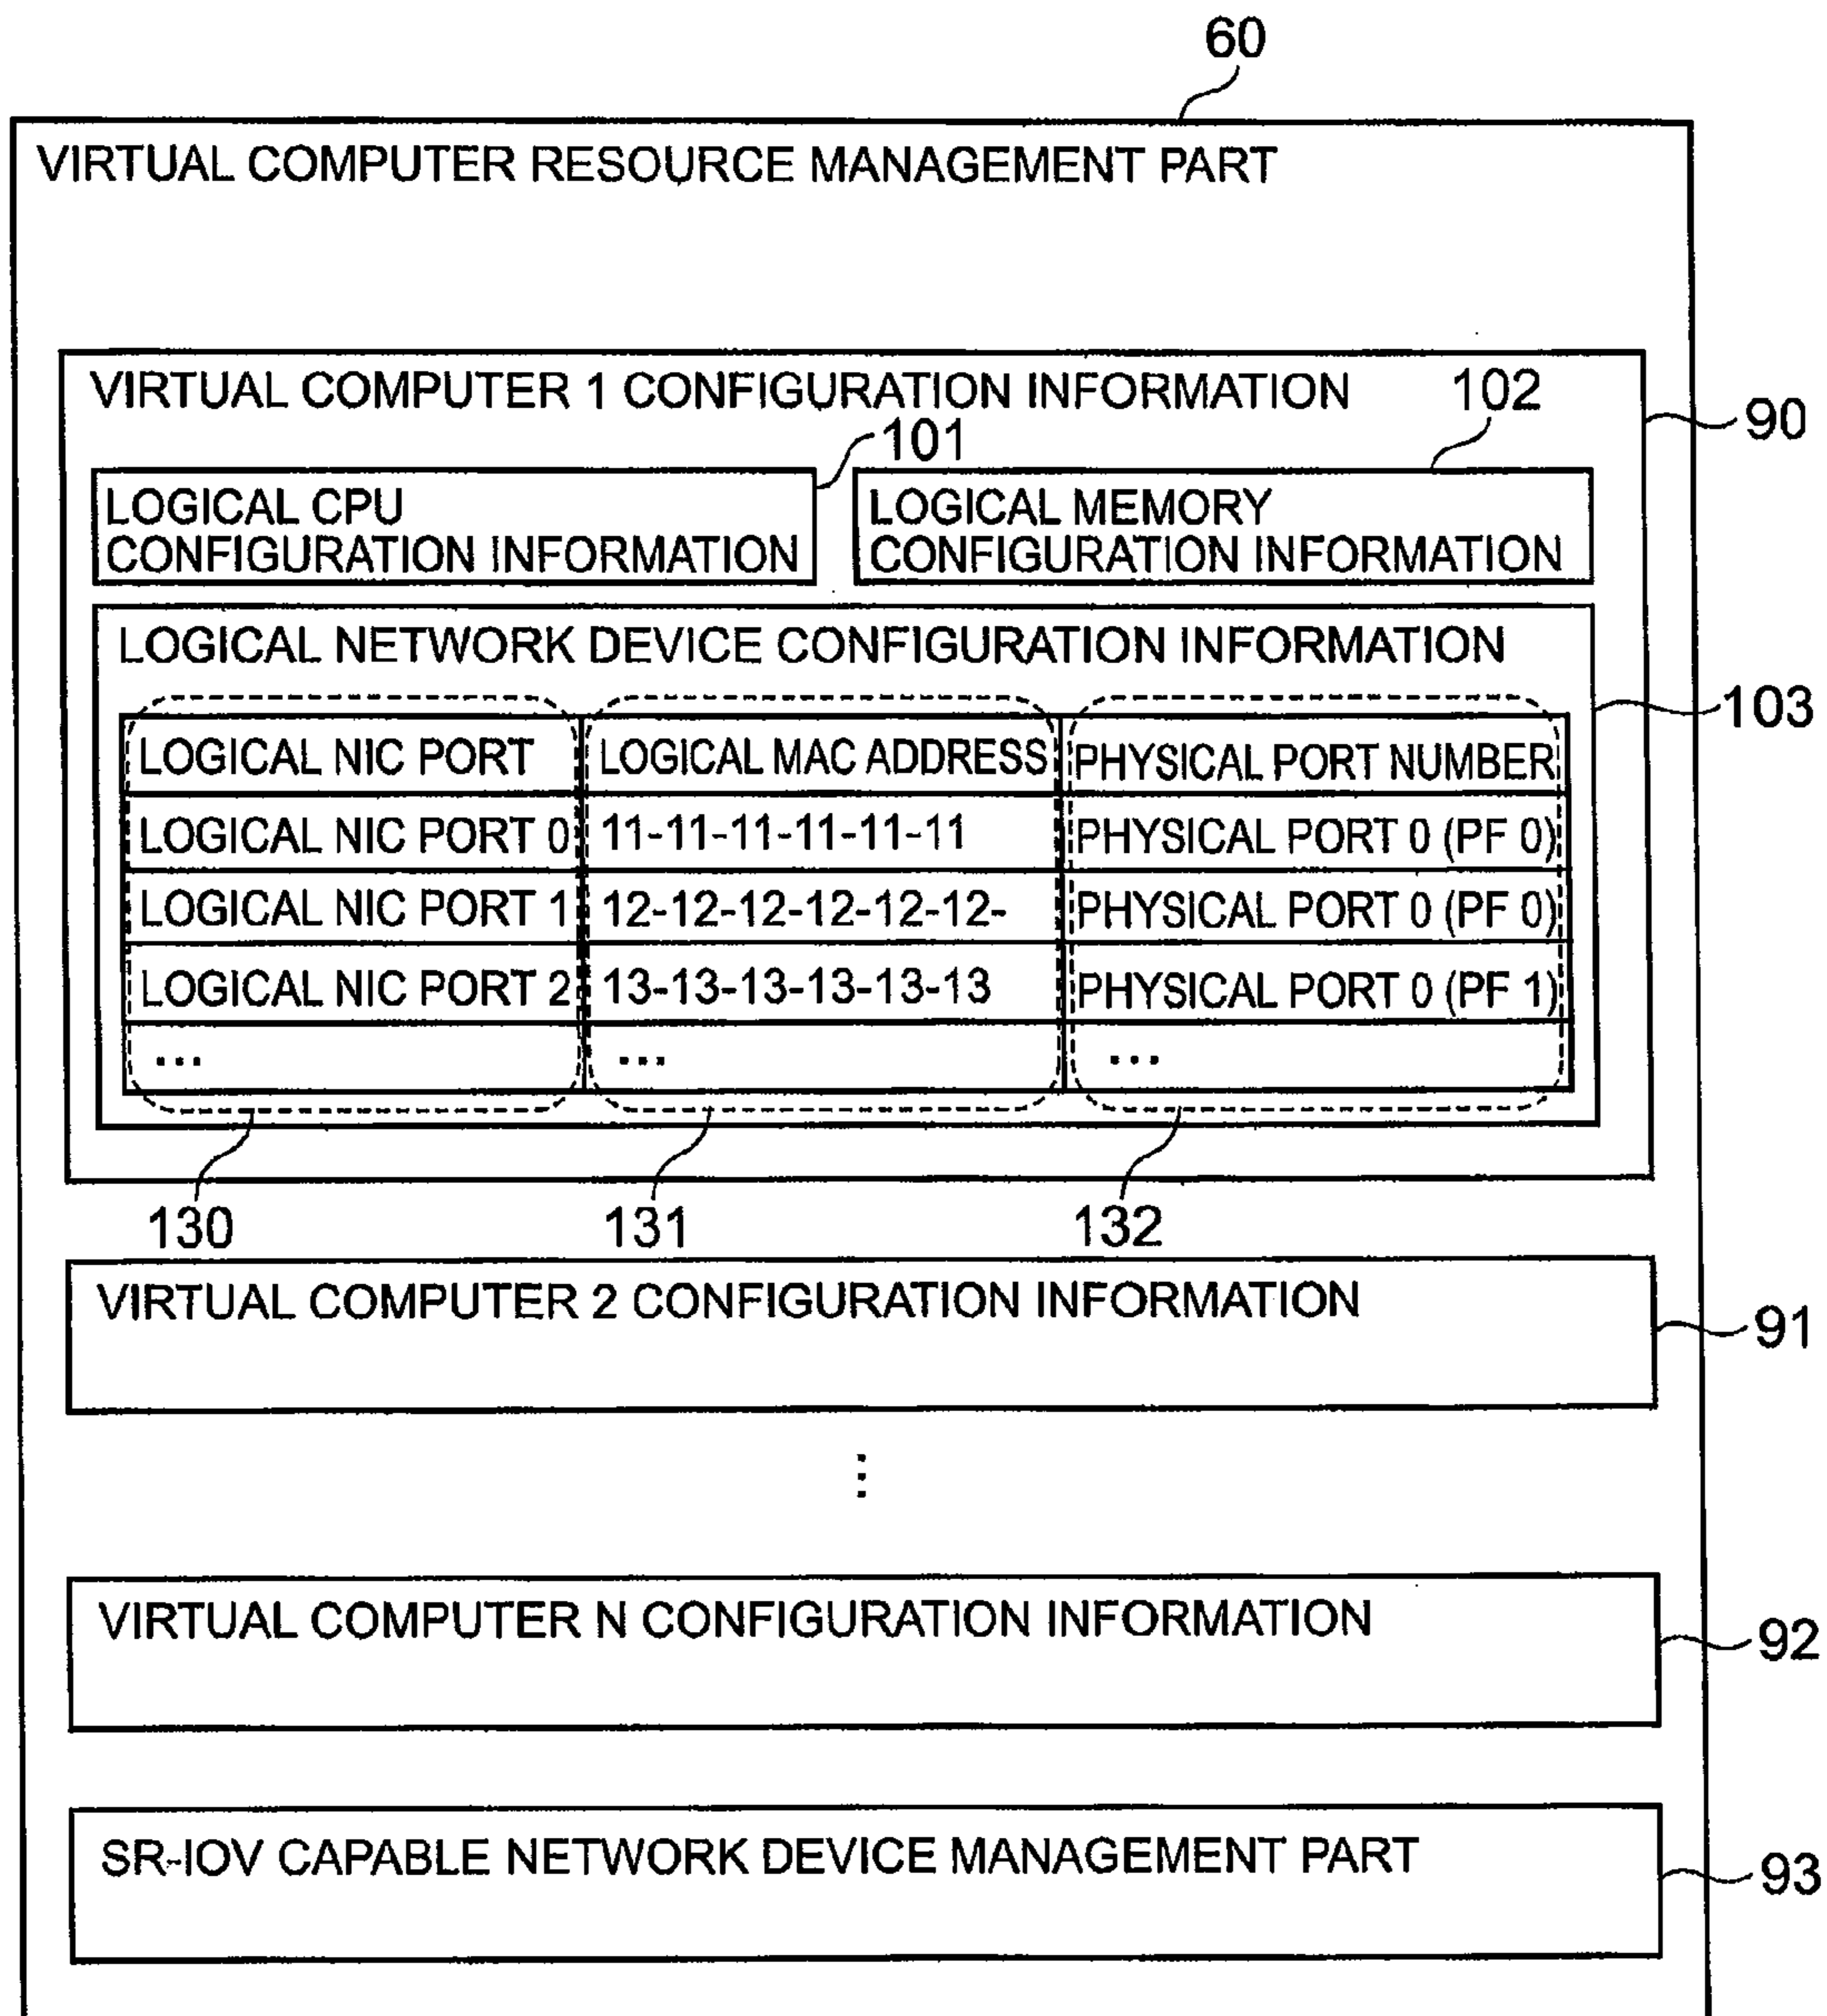 60
VIRTUAL COMPUTER RESOURCE MANAGEMENT PART
VIRTUAL COMPUTER 1 CONFIGURATION INFORMATION
102
90
101
LOGICAL CPU
CONFIGURATION INFORMATION
LOGICAL MEMORY
CONFIGURATION INFORMATION
LOGICAL NETWORK DEVICE CONFIGURATION INFORMATION
103
LOGICAL NIC PORT LOGICAL MAC ADDRESS PHYSICAL PORT NUMBER
LOGICAL NIC PORT 0 11-11-11-11-11-11 PHYSICAL PORT 0 (PF 0)
LOGICAL NIC PORT 1 12-12-12-12-12-12- PHYSICAL PORT 0 (PF 0)
LOGICAL NIC PORT 2 13-13-13-13-13-13 PHYSICAL PORT 0 (PF 1)
... ... ...
130 131 132
VIRTUAL COMPUTER 2 CONFIGURATION INFORMATION
91
⋮
VIRTUAL COMPUTER N CONFIGURATION INFORMATION
92
SR-IOV CAPABLE NETWORK DEVICE MANAGEMENT PART
93